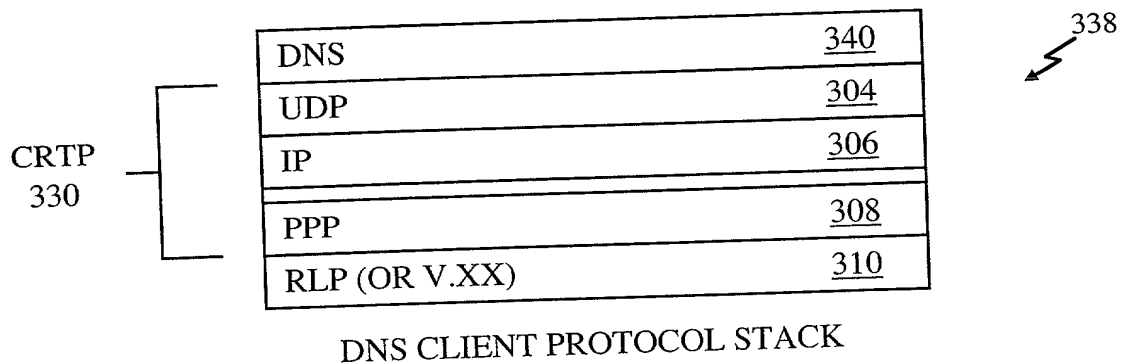 338
DNS 340
UDP 304
CRTP
330
IP 306
PPP 308
RLP (OR V.XX) 310
DNS CLIENT PROTOCOL STACK